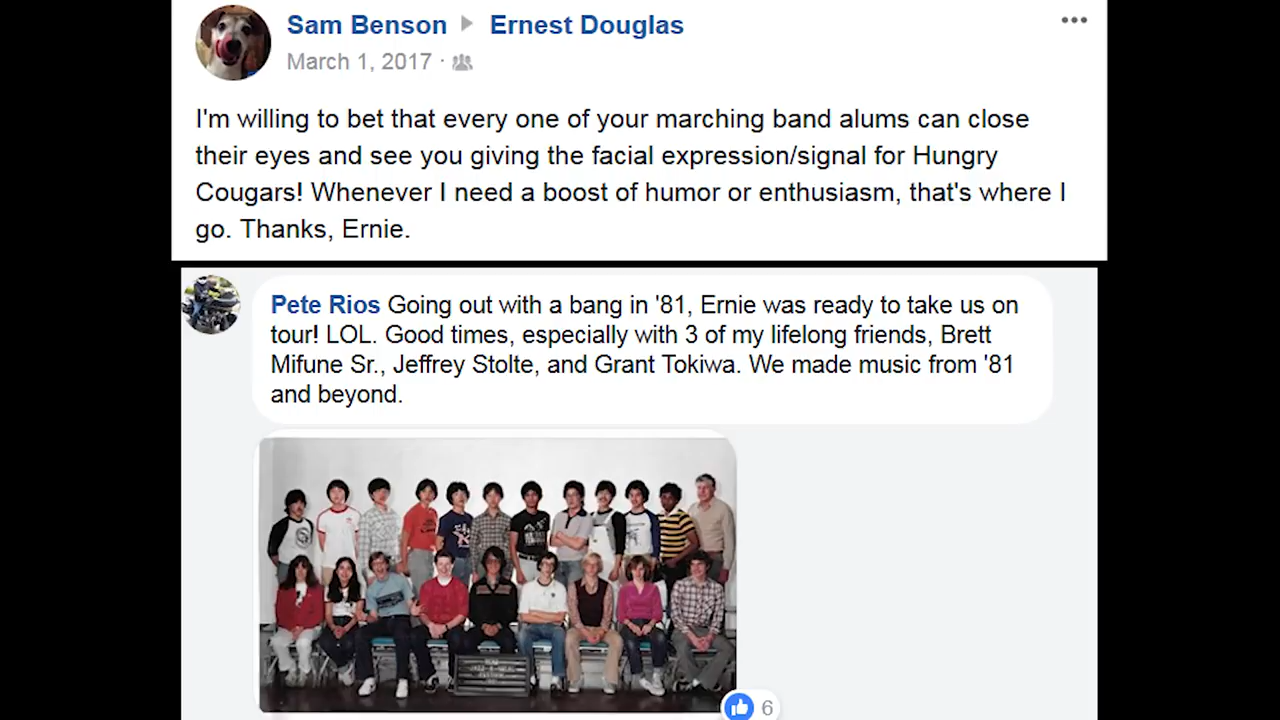 Sam Benson Ernest Douglas
March 1, 2017 ·
I'm willing to bet that every one of your marching band alums can close
their eyes and see you giving the facial expression/signal for Hungry
Cougars! Whenever I need a boost of humor or enthusiasm, that's where I
go. Thanks, Ernie.
Pete Rios Going out with a bang in '81, Ernie was ready to take us on
tour! LOL. Good times, especially with 3 of my lifelong friends, Brett
Mifune Sr., Jeffrey Stolte, and Grant Tokiwa. We made music from '81
and beyond.
6